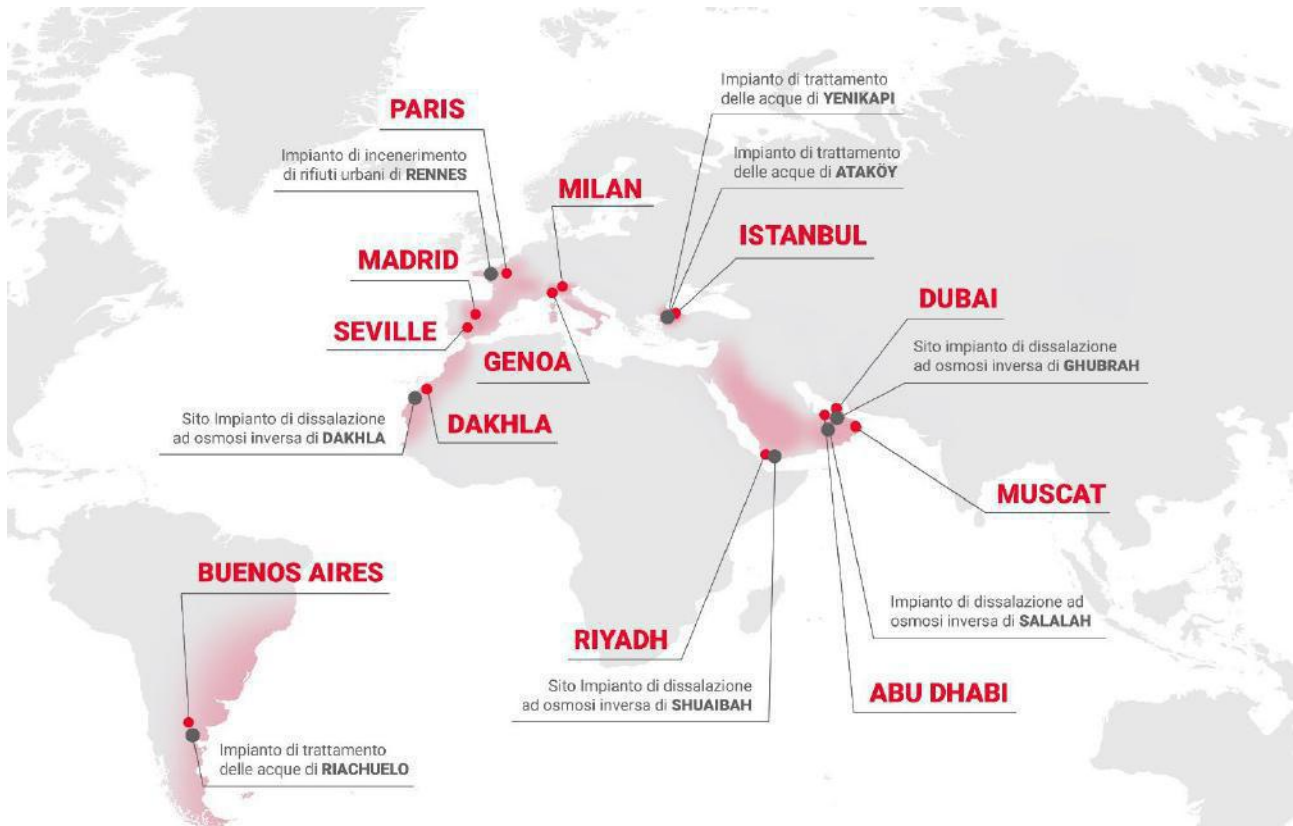 Impianto di trattamento
delle acque di YENIKAPI
PARIS
Impianto di incenerimento
di rifiuti urbani di RENNES
Impianto di trattamento
delle acque di ATAKÖY
MILAN
ISTANBUL
MADRID
DUBAI
SEVILLE
Sito impianto di dissalazione
ad osmosi inversa di GHUBRAH
GENOA
Sito Impianto di dissalazione
ad osmosi inversa di DAKHLA
DAKHLA
MUSCAT
BUENOS AIRES
Impianto di dissalazione ad
osmosi inversa di SALALAH
RIYADH
Sito Impianto di dissalazione
ad osmosi inversa di SHUAIBAH
ABU DHABI
Impianto di trattamento
delle acque di RIACHUELO